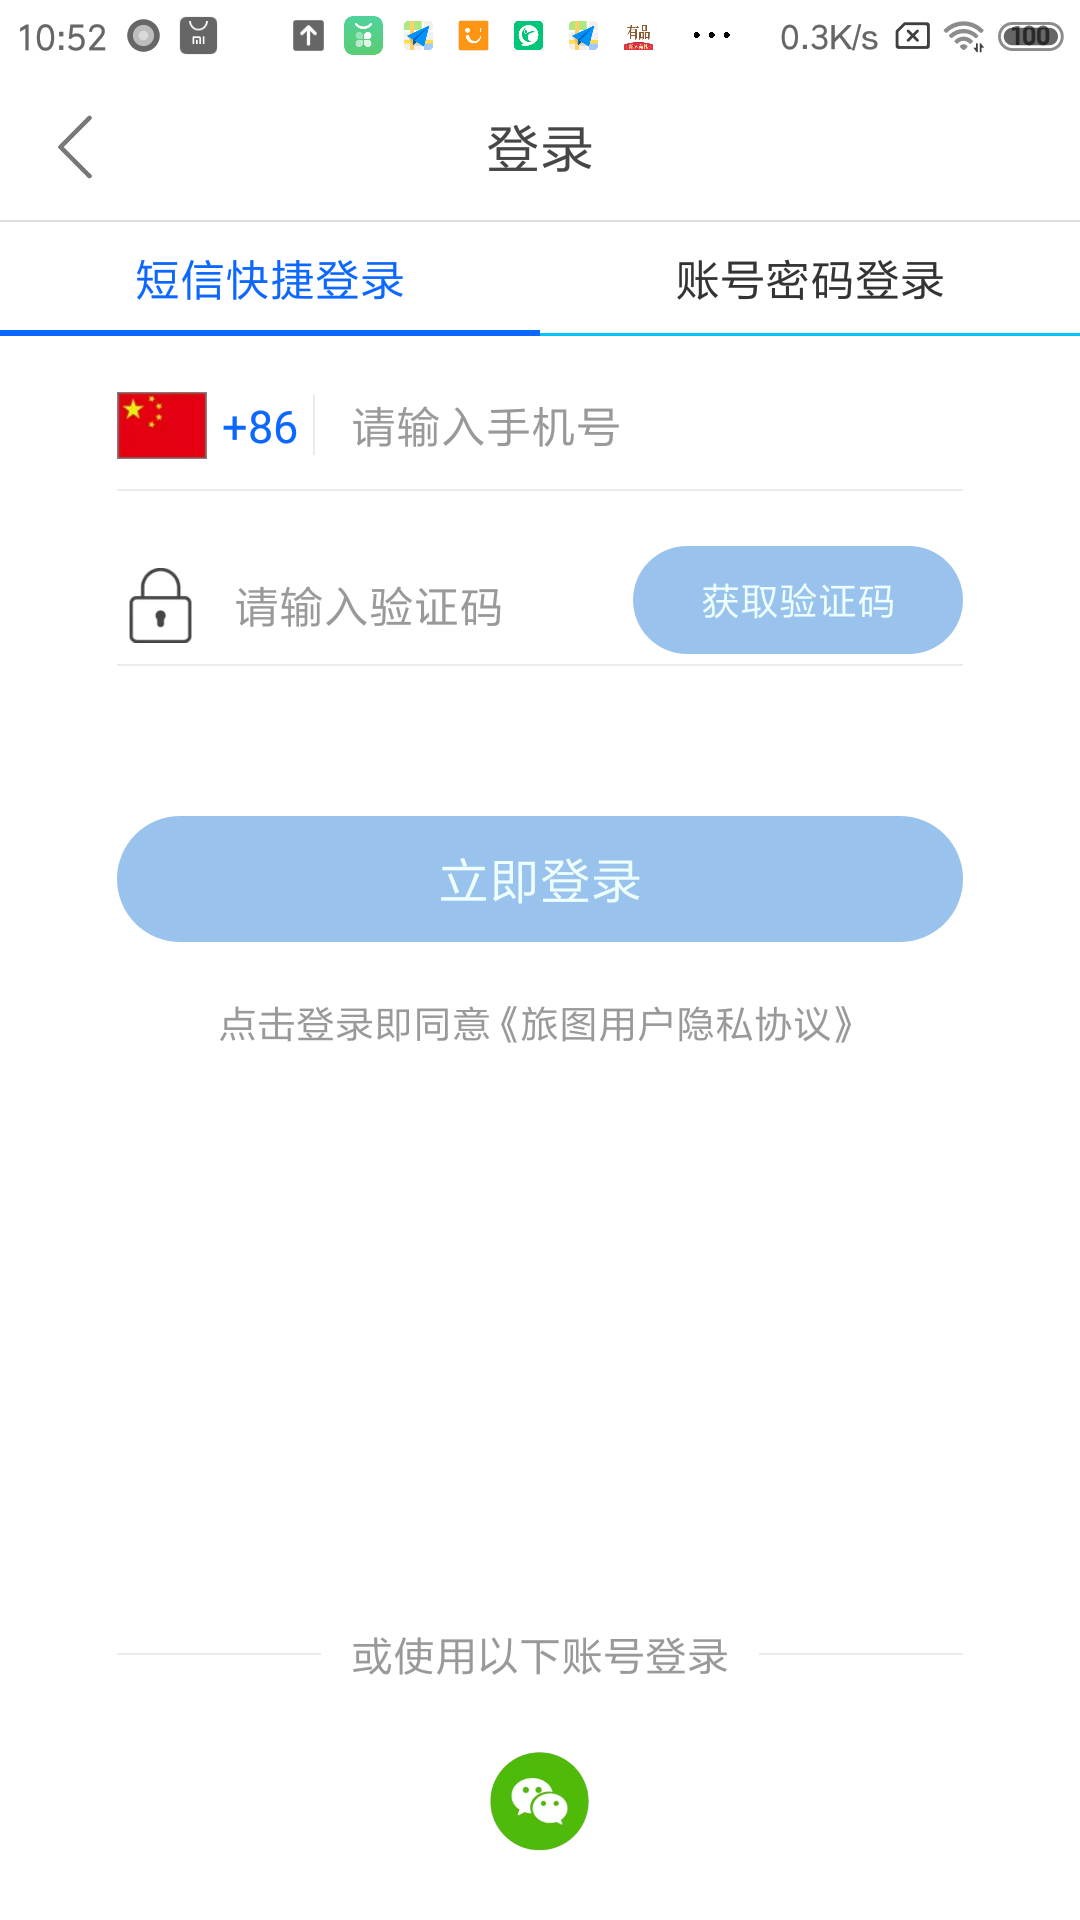 10:52 0.3K/s 100
登录
短信快捷登录 账号密码登录
+86 请输入手机号
请输入验证码 获取验证码
立即登录
点击登录即同意《旅图用户隐私协议》
或使用以下账号登录